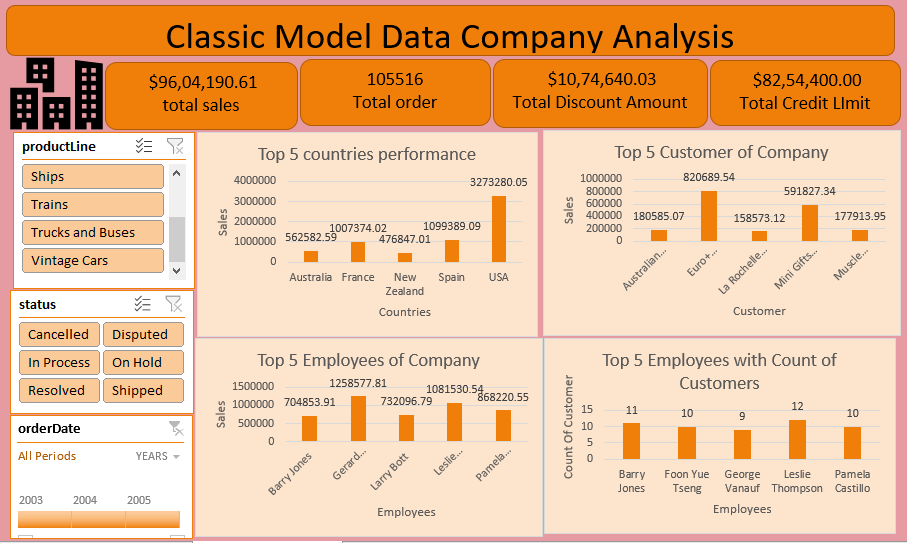 Classic Model Data Company Analysis
$96,04,190.61
total sales
105516
Total order
$10,74,640.03
Total Discount Amount
$82,54,400.00
Total Credit LImit
productLine
Ships
Trains
Trucks and Buses
Vintage Cars
status
Cancelled
Disputed
In Process
On Hold
Resolved
Shipped
orderDate
All Periods
YEARS
2003
2004
2005
Top 5 countries performance
Sales
4000000
3000000
2000000
1000000
0
562582.59
1007374.02
476847.01
1099389.09
3273280.05
Australia
France
New
Zealand
Spain
USA
Countries
Top 5 Customer of Company
Sales
1000000
800000
600000
400000
200000
0
180585.07
820689.54
158573.12
591827.34
177913.95
Australian...
Euro+...
La Rochelle...
Mini Gifts...
Muscle...
Customer
Top 5 Employees of Company
Sales
1500000
1000000
500000
0
704853.91
1258577.81
732096.79
1081530.54
868220.55
Barry Jones
Gerard...
Larry Bott
Leslie...
Pamela...
Employees
Top 5 Employees with Count of
Customers
Count Of Customer
15
10
5
0
11
10
9
12
10
Barry
Jones
Foon Yue
Tseng
George
Vanauf
Leslie
Thompson
Pamela
Castillo
Employees